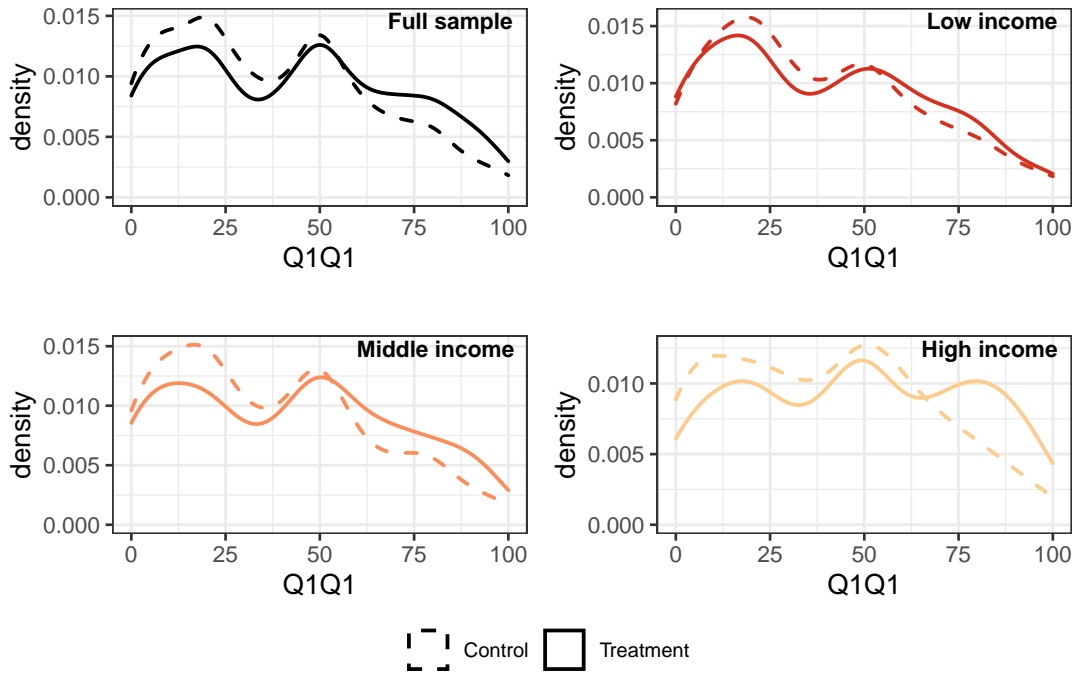 Full sample
density
0.015
0.010
0.005
0.000
0 25 50 75 100
Q1Q1
Low income
density
0.015
0.010
0.005
0.000
0 25 50 75 100
Q1Q1
Middle income
density
0.015
0.010
0.005
0.000
0 25 50 75 100
Q1Q1
High income
density
0.010
0.005
0.000
0 25 50 75 100
Q1Q1
Control Treatment